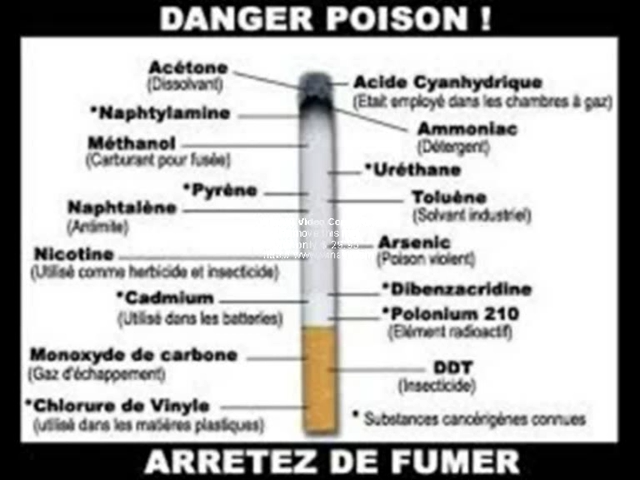 DANGER POISON !
Acétone
(Dissolvant)
Acide Cyanhydrique
(Etait employé dans les chambres à gaz)
*Naphtylamine
Ammoniac
(Détergent)
Méthanol
(Carburant pour fusée)
*Uréthane
*Pyrène
Toluène
(Solvant industriel)
Naphtalène
(Antimite)
Video
Arsenic
(Poison violent)
Nicotine
(Utilisé comme herbicide et insecticide)
*Dibenzacridine
*Cadmium
(Utilisé dans les batteries)
*Polonium 210
(Elément radioactif)
Monoxyde de carbone
(Gaz d'échappement)
DDT
(Insecticide)
*Chlorure de Vinyle
(utilisé dans les matières plastiques)
* Substances cancérigènes connues
ARRETEZ DE FUMER